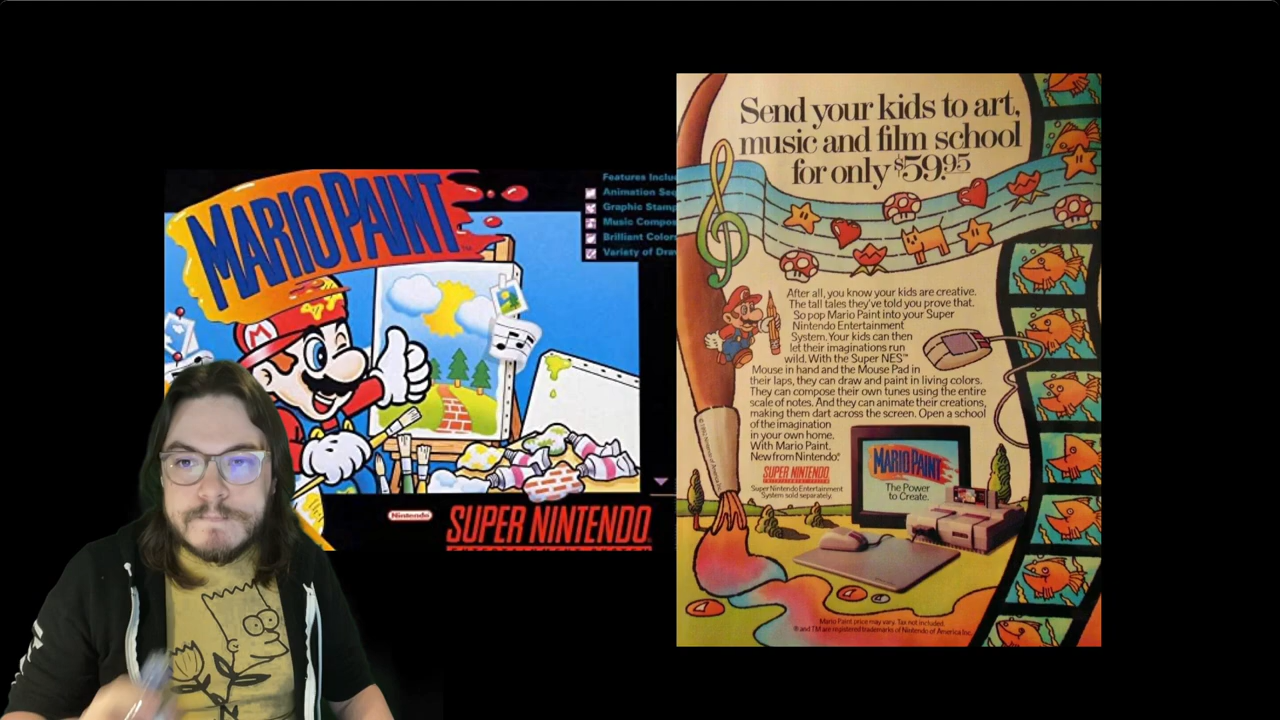 MARIO PAINT
Features
Animation
Graphic
Music
Brilliant Colors
Variety of
Nintendo
SUPER NINTENDO
ENTERTAINMENT SYSTEM
M
Send your kids to art,
music and film school
for only $59.95
After all, you know your kids are creative.
The tall tales they've told you prove that.
So pop Mario Paint into your Super
Nintendo Entertainment
System. Your kids can then
let their imaginations run
wild. With the Super NES™
Mouse in hand and the Mouse Pad in
their laps, they can draw and paint in living colors.
They can compose their own tunes using the entire
scale of notes. And they can animate their creations,
making them dart across the screen. Open a school
of the imagination
in your own home.
With Mario Paint.
New from Nintendo.®
SUPER NINTENDO
ENTERTAINMENT SYSTEM
Super Nintendo Entertainment
System sold separately.
MARIO PAINT
The Power
to Create.
Mario Paint price may vary. Tax not included.
® and TM are registered trademarks of Nintendo of America Inc.